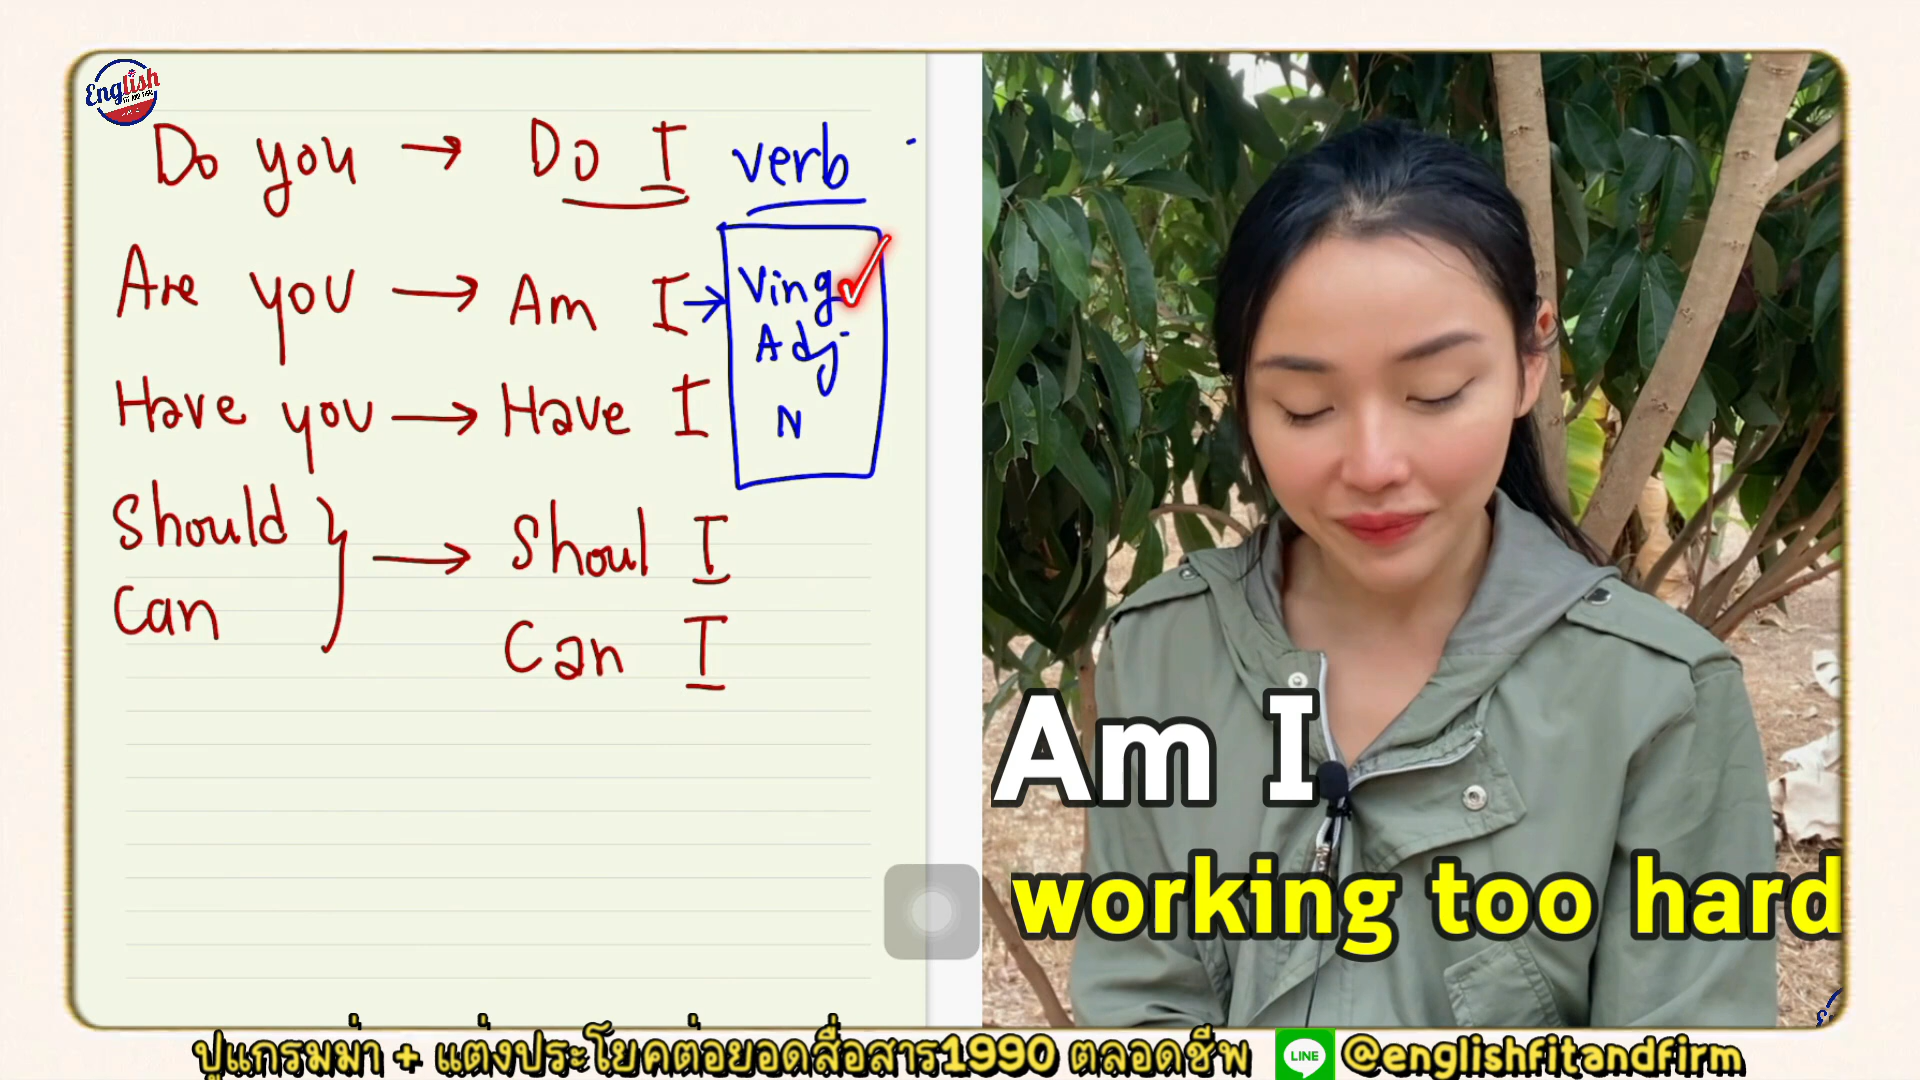 English
Do you → Do I verb
Are you → Am I → Ving ✓
Adj
Have you → Have I
N
Should
Can
→ Shoul I
Can I
Am I
working too hard
ปูแกรมม่า + แต่งประโยคต่อยอดสื่อสาร1990 ตลอดชีพ LINE @englishfitandfirm